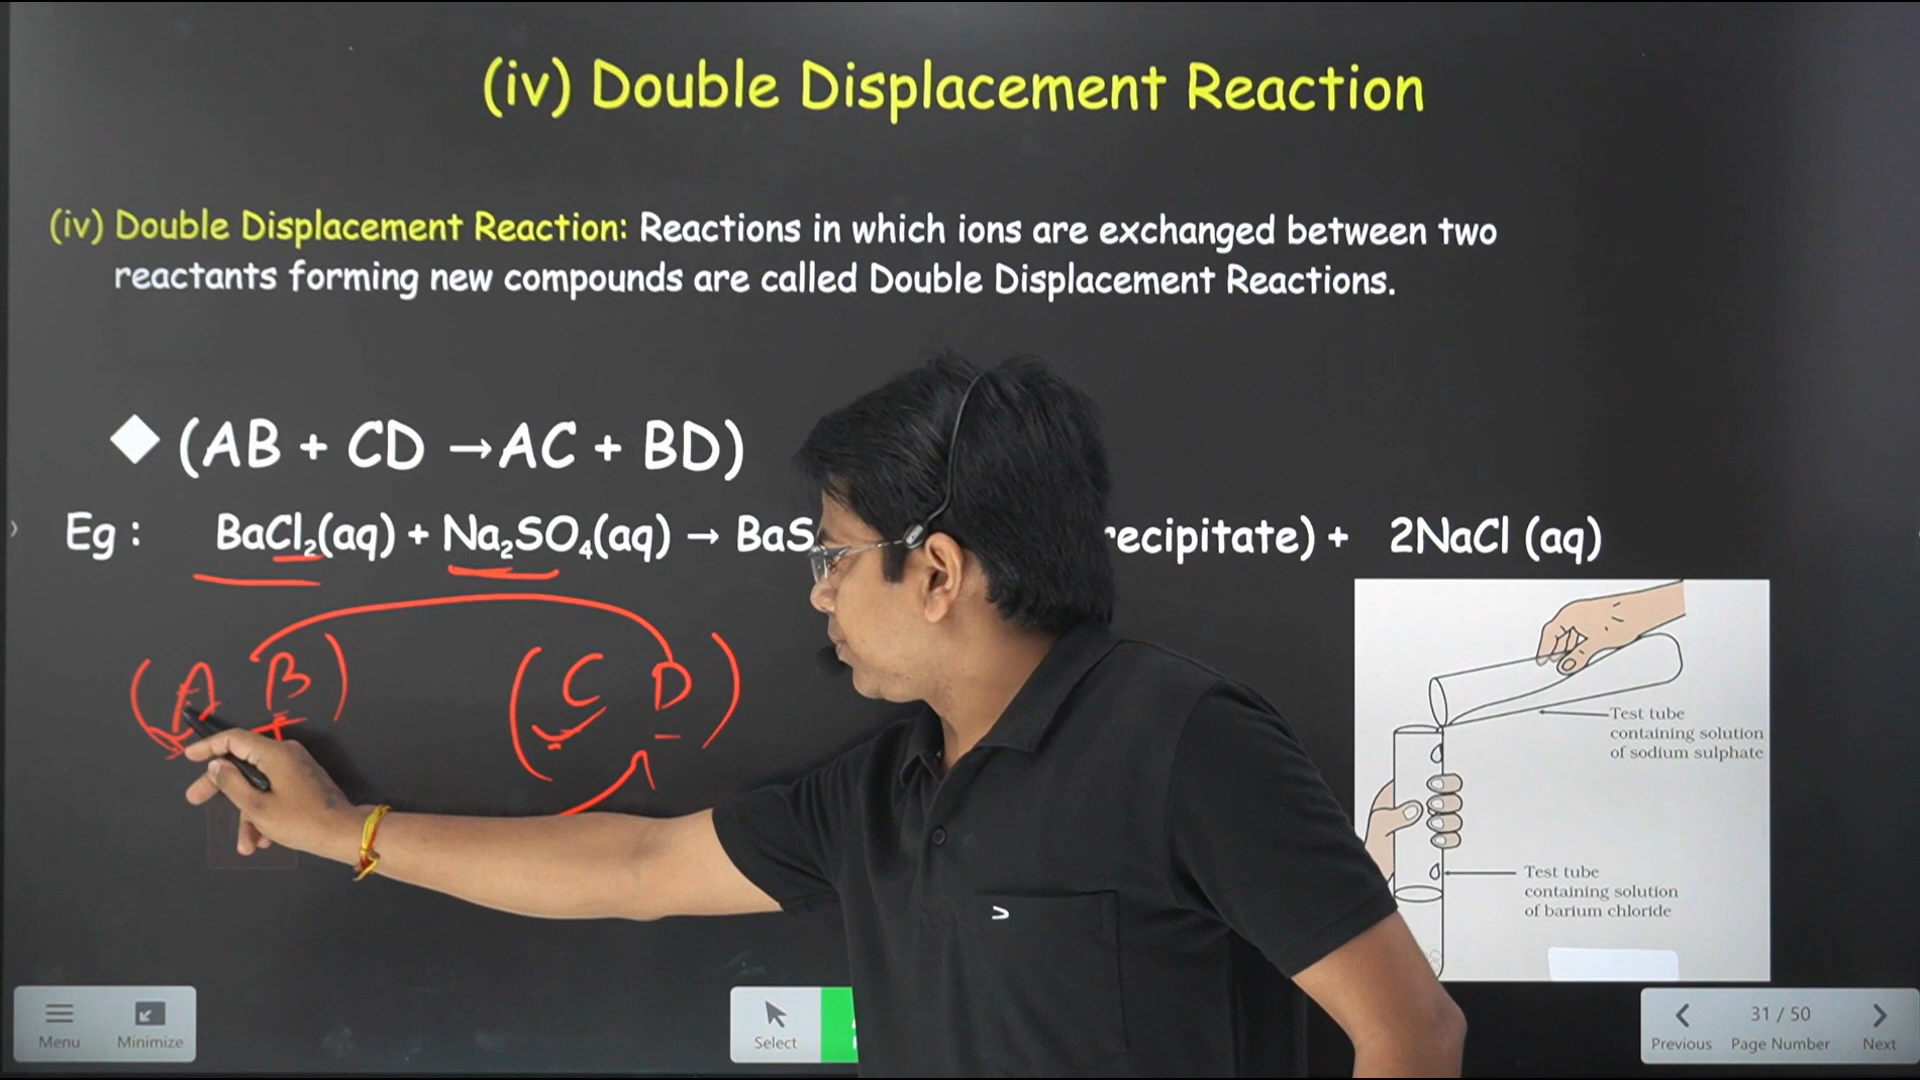 (iv) Double Displacement Reaction
(iv) Double Displacement Reaction: Reactions in which ions are exchanged between two
reactants forming new compounds are called Double Displacement Reactions.
(AB + CD →AC + BD)
Eg : BaCl₂(aq) + Na₂SO₄(aq) → BaS recipitate) + 2NaCl (aq)
(A B) (C D)
Test tube
containing solution
of sodium sulphate
Test tube
containing solution
of barium chloride
Menu
Minimize
Select
31 / 50
Previous Page Number Next